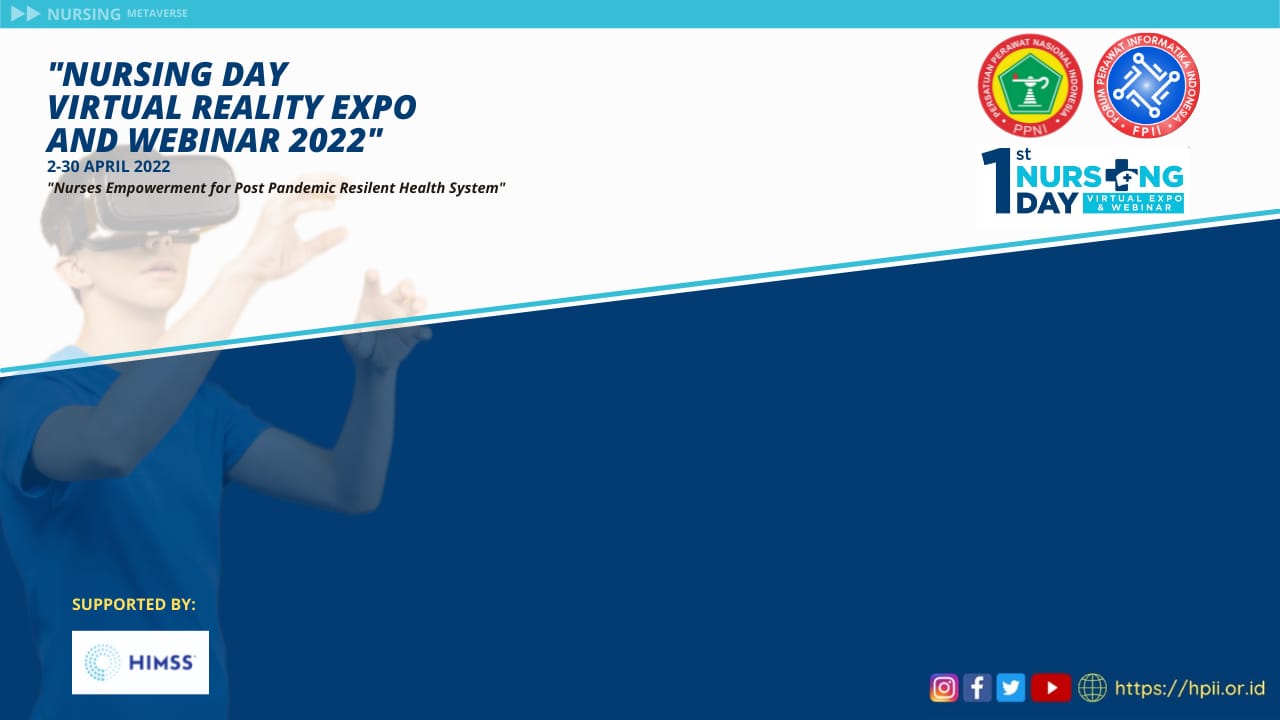 NURSING METAVERSE
"NURSING DAY
VIRTUAL REALITY EXPO
AND WEBINAR 2022"
2-30 APRIL 2022
"Nurses Empowerment for Post Pandemic Resilent Health System"
PERSATUAN PERAWAT NASIONAL INDONESIA
PPNI
FORUM PERAWAT INFORMATIKA INDONESIA
FPII
1st NURSING
DAY VIRTUAL EXPO
& WEBINAR
SUPPORTED BY:
HIMSS
https://hpii.or.id